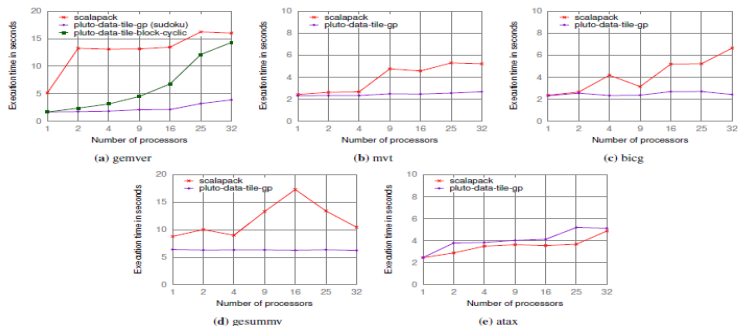 scalapack
pluto-data-tile-gp (sudoku)
pluto-data-tile-block-cyclic
Execution time in seconds
20
15
10
5
0
1 2 4 9 16 25 32
Number of processors
(a) gemver
scalapack
pluto-data-tile-gp
Execution time in seconds
10
8
6
4
2
0
1 2 4 9 16 25 32
Number of processors
(b) mvt
scalapack
pluto-data-tile-gp
Execution time in seconds
10
8
6
4
2
0
1 2 4 9 16 25 32
Number of processors
(c) bicg
scalapack
pluto-data-tile-gp
Execution time in seconds
20
15
10
5
0
1 2 4 9 16 25 32
Number of processors
(d) gesummv
scalapack
pluto-data-tile-gp
Execution time in seconds
10
8
6
4
2
0
1 2 4 9 16 25 32
Number of processors
(e) atax